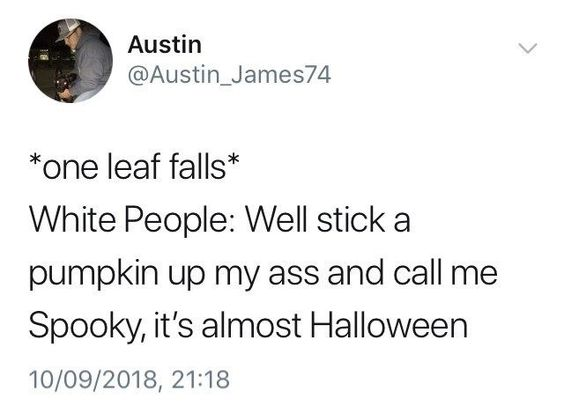 Austin
@Austin_James74
*one leaf falls*
White People: Well stick a
pumpkin up my ass and call me
Spooky, it’s almost Halloween
10/09/2018, 21:18